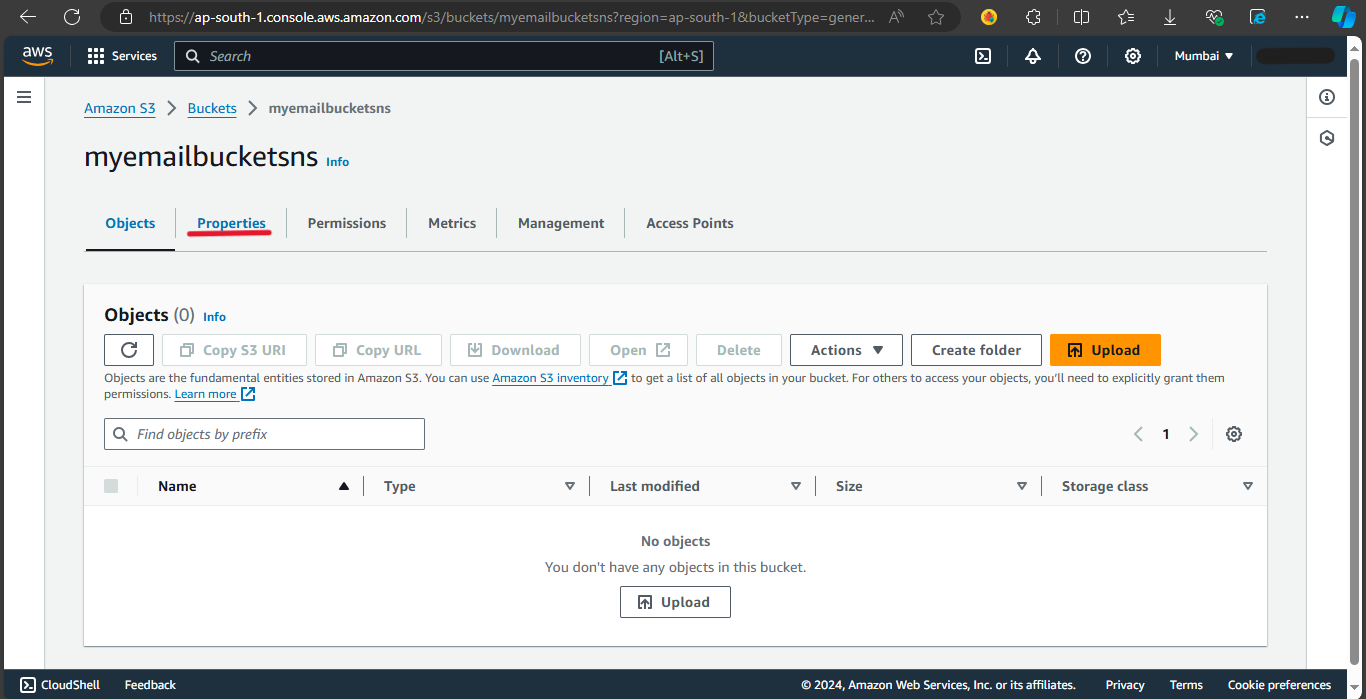 https://ap-south-1.console.aws.amazon.com/s3/buckets/myemailbucketsns?region=ap-south-1&bucketType=gener...
aws Services Search [Alt+S] Mumbai
Amazon S3 Buckets myemailbucketsns
myemailbucketsns Info
Objects Properties Permissions Metrics Management Access Points
Objects (0) Info
Copy S3 URI Copy URL Download Open Delete Actions Create folder Upload
Objects are the fundamental entities stored in Amazon S3. You can use Amazon S3 inventory to get a list of all objects in your bucket. For others to access your objects, you'll need to explicitly grant them
permissions. Learn more
Find objects by prefix 1
Name Type Last modified Size Storage class
No objects
You don't have any objects in this bucket.
Upload
CloudShell Feedback © 2024, Amazon Web Services, Inc. or its affiliates. Privacy Terms Cookie preferences